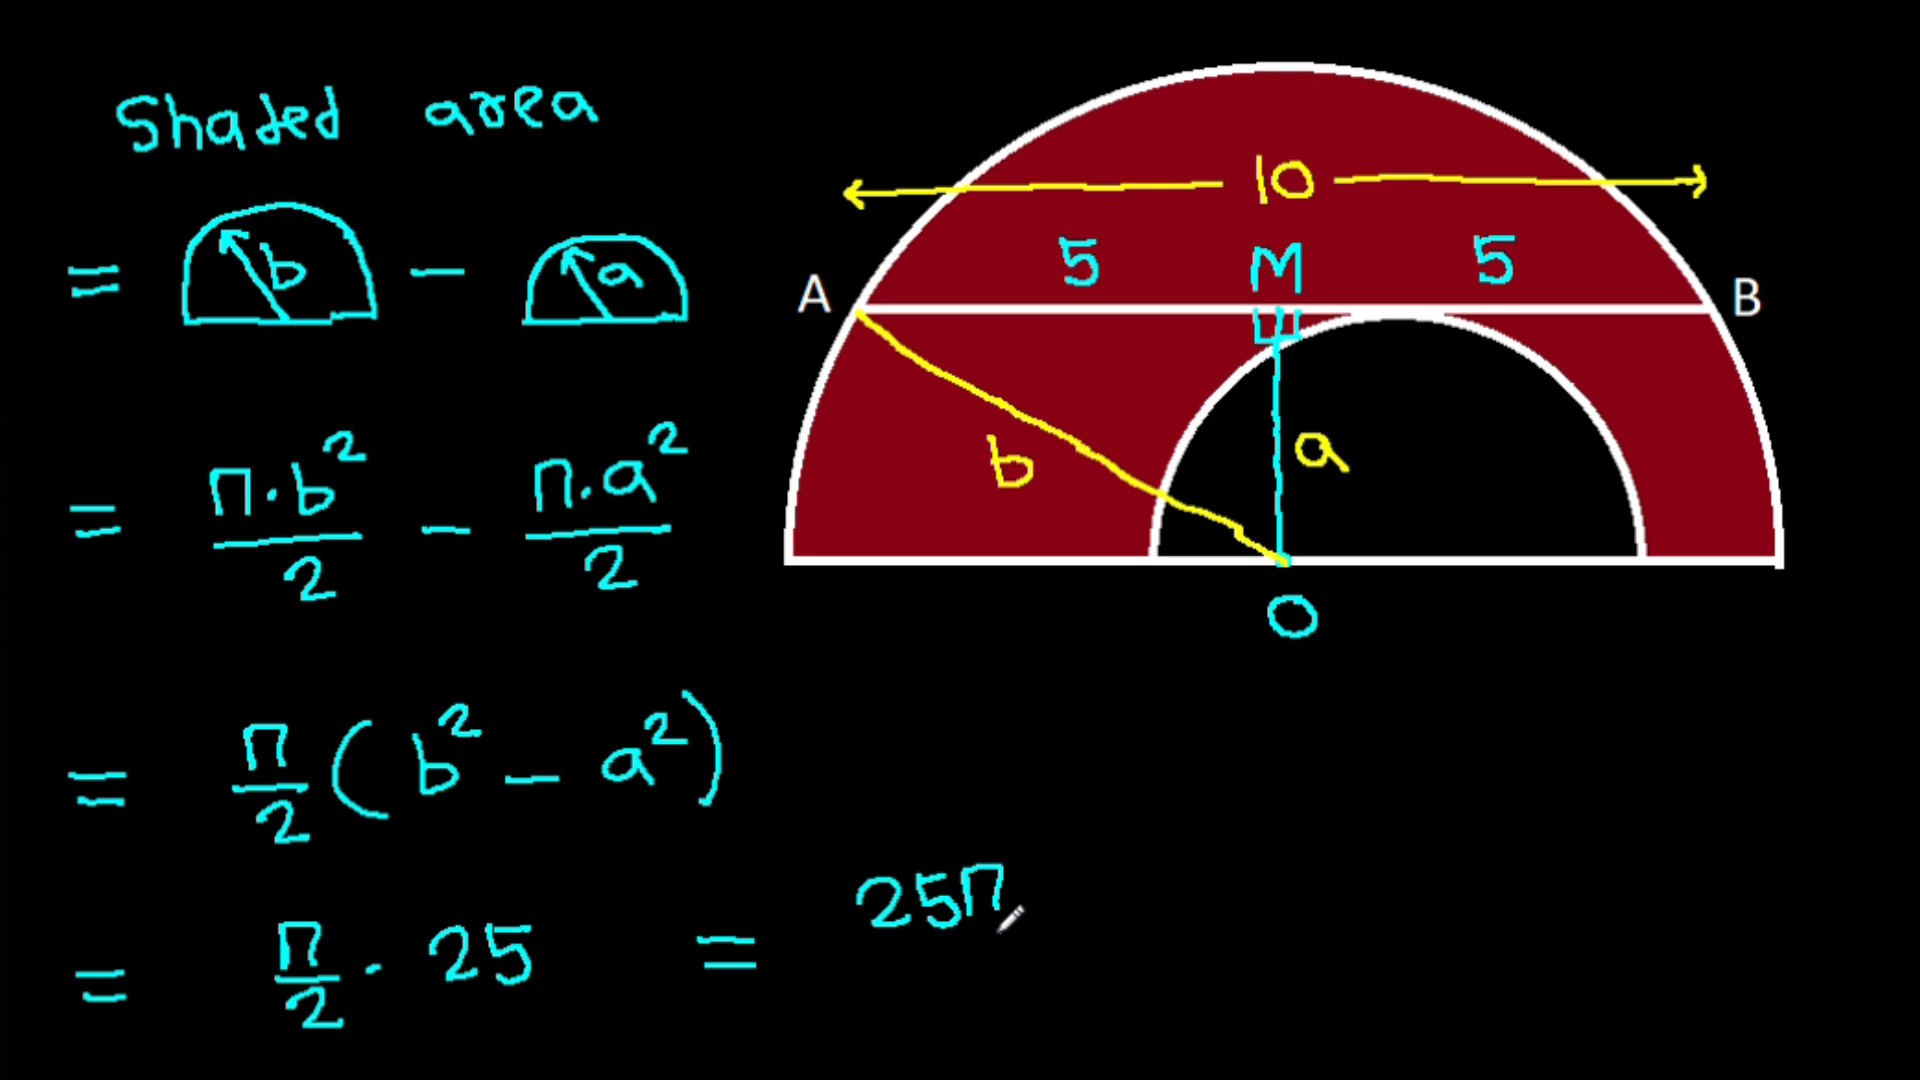 Shaded area
= b − a
= π·b²/2 − π·a²/2
= π/2 (b² − a²)
= π/2 · 25 = 25π
10
5 M 5
A B
b a
O